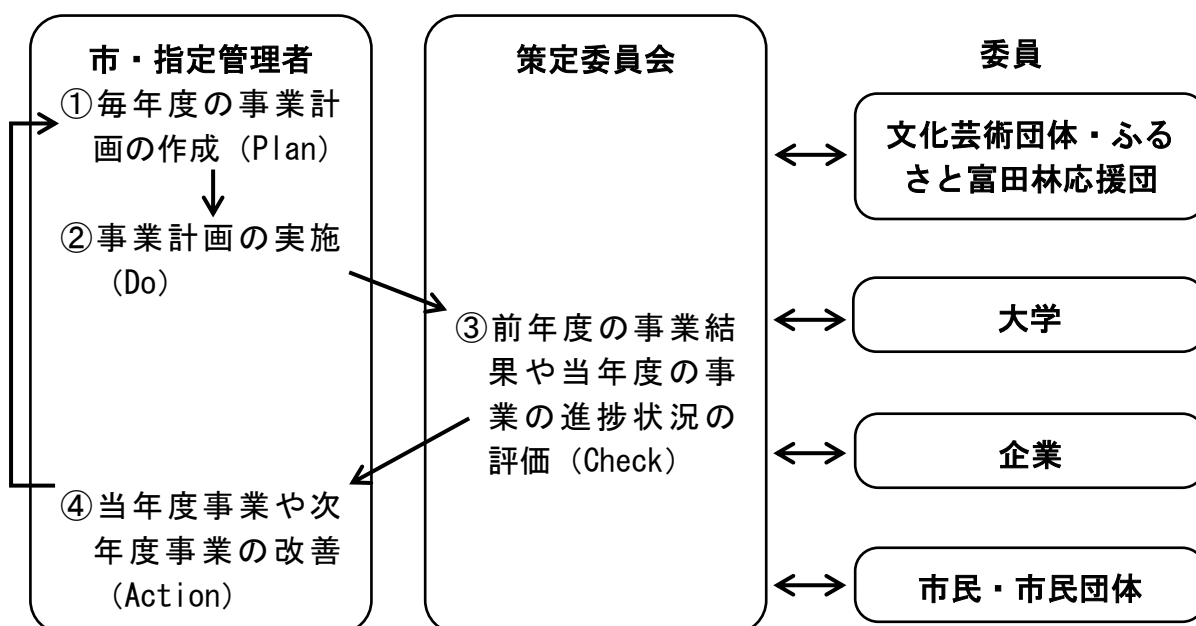 市・指定管理者
①毎年度の事業計
画の作成（Plan）
②事業計画の実施
（Do）
④当年度事業や次
年度事業の改善
（Action）
策定委員会
③前年度の事業結
果や当年度の事
業の進捗状況の
評価（Check）
委員
文化芸術団体・ふる
さと富田林応援団
大学
企業
市民・市民団体